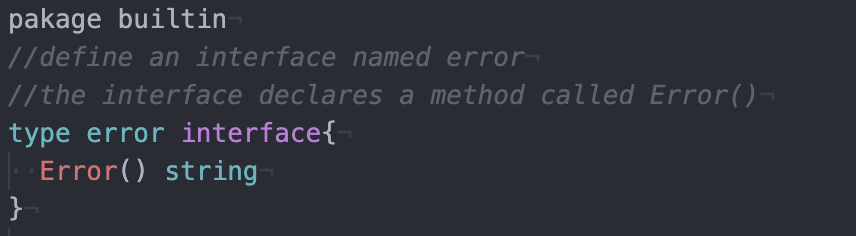 pakage builtin
//define an interface named error
//the interface declares a method called Error()
type error interface{
  Error() string
}